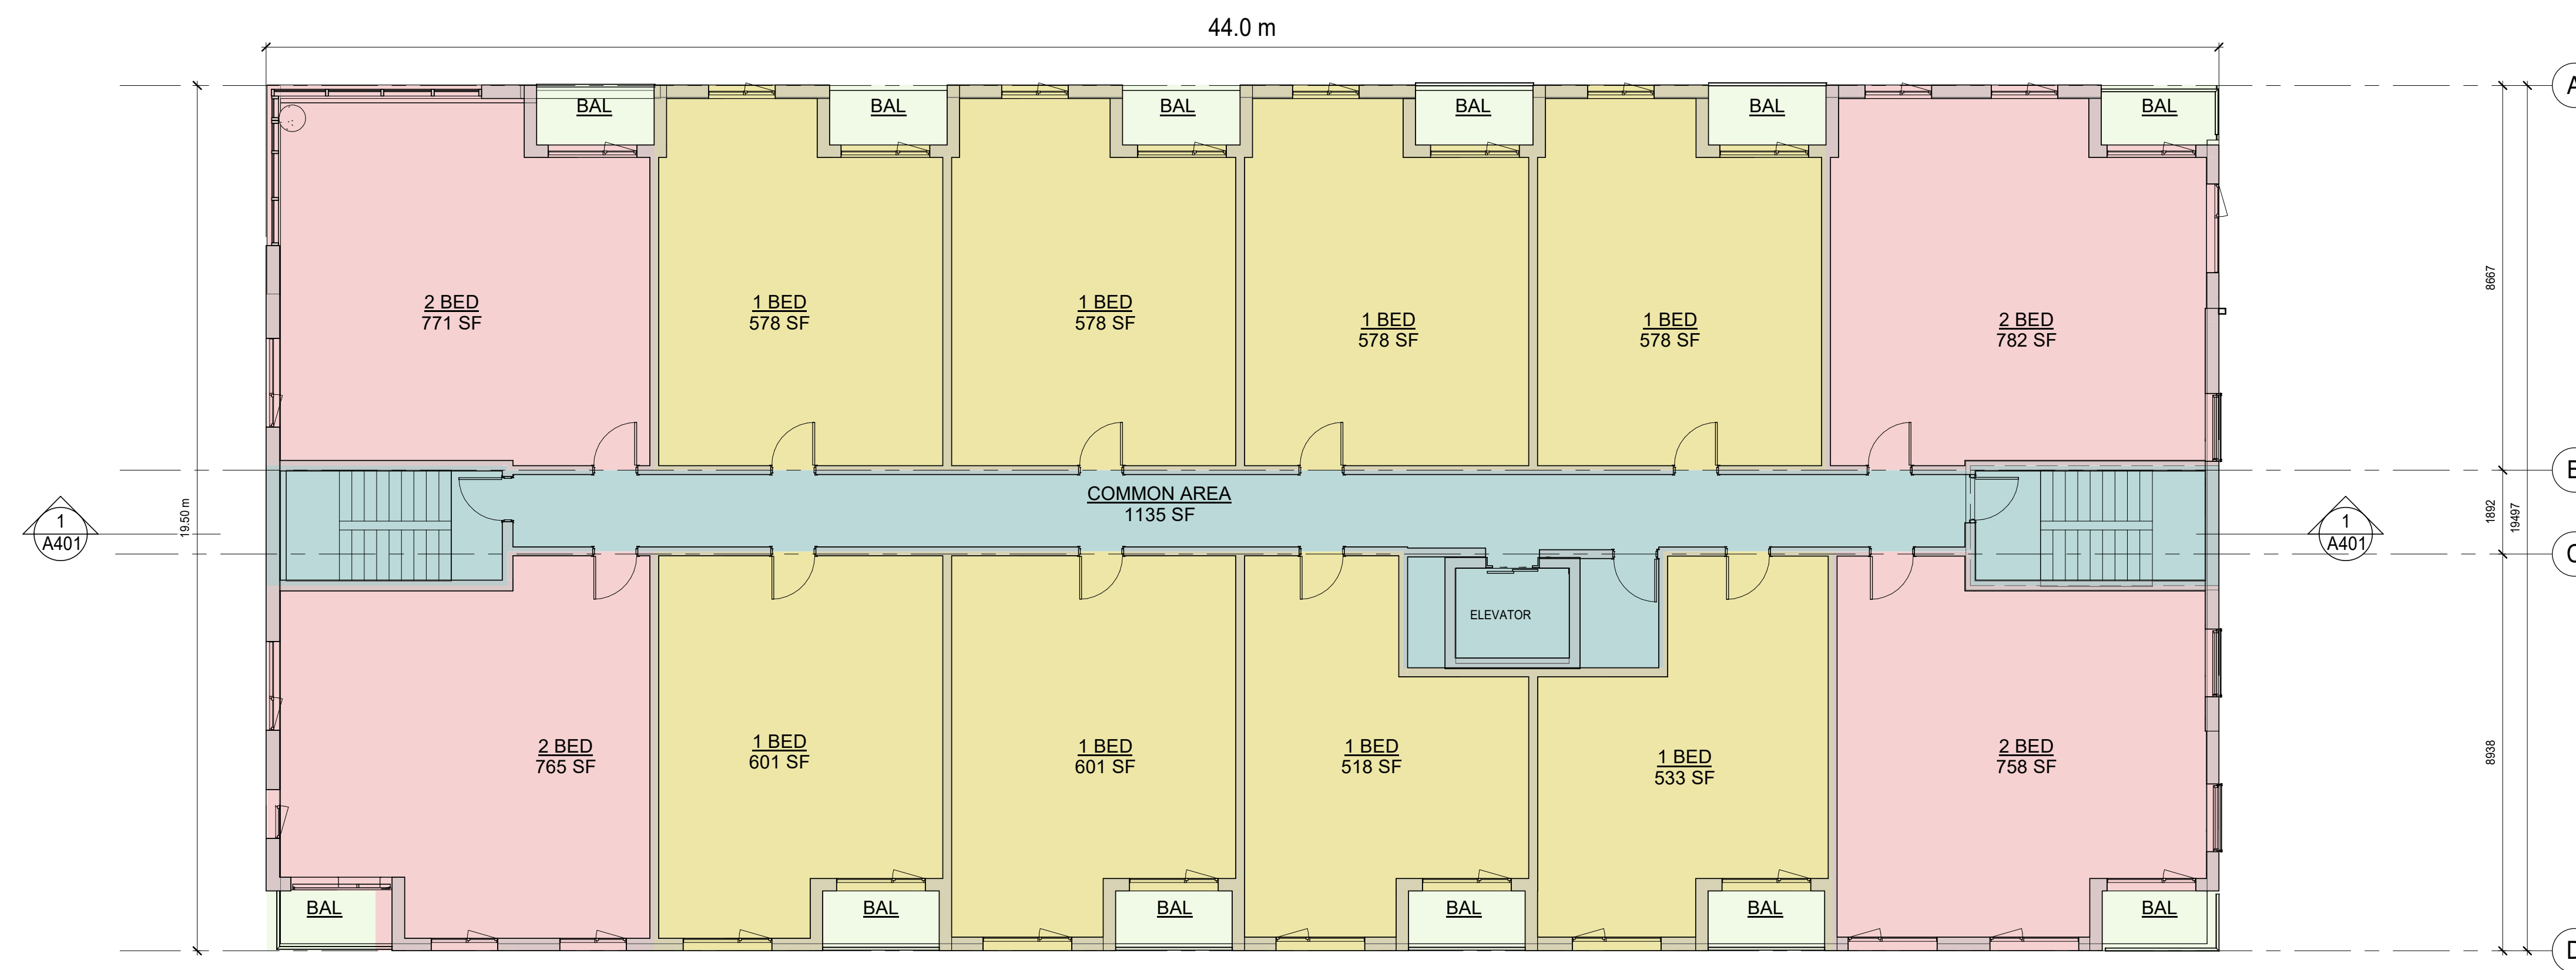 44.0 m
A
BAL
BAL
BAL
BAL
BAL
BAL
2 BED
771 SF
1 BED
578 SF
1 BED
578 SF
1 BED
578 SF
1 BED
578 SF
2 BED
782 SF
8667
B
COMMON AREA
1135 SF
19.50 m
1892
19497
1
A401
1
A401
C
ELEVATOR
2 BED
765 SF
1 BED
601 SF
1 BED
601 SF
1 BED
518 SF
1 BED
533 SF
2 BED
758 SF
8938
BAL
BAL
BAL
BAL
BAL
BAL
D